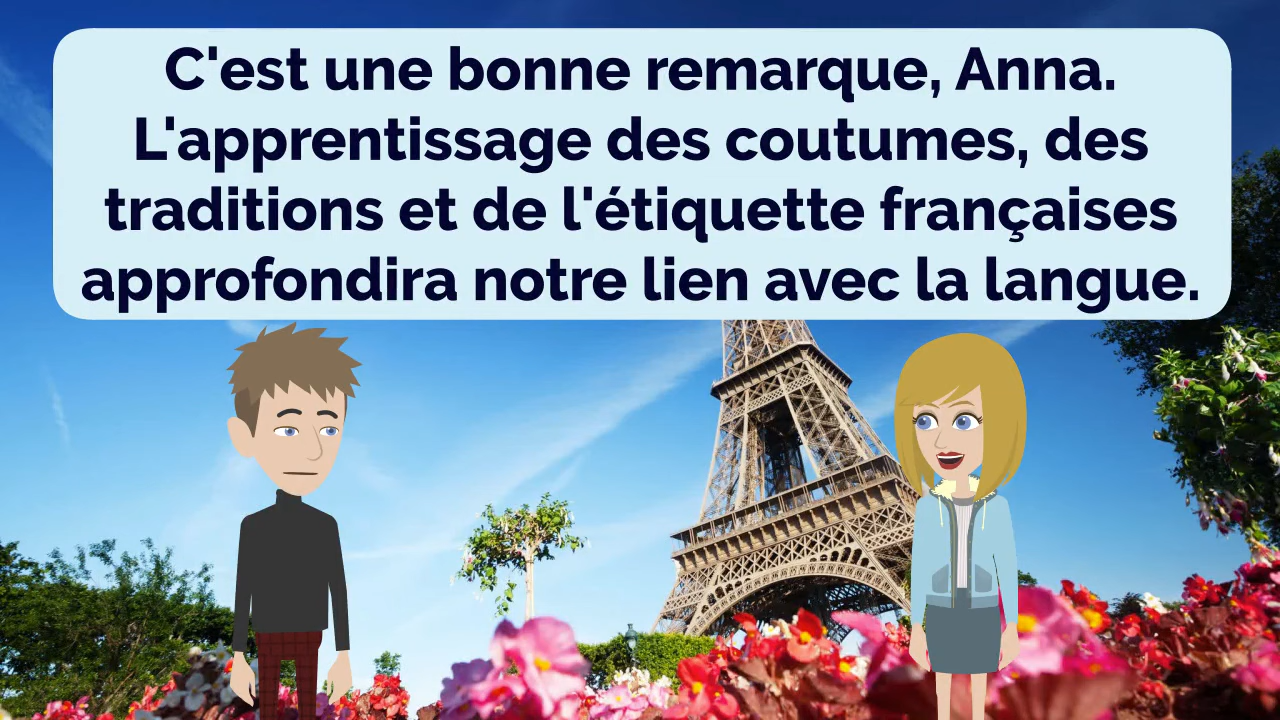 C'est une bonne remarque, Anna.
L'apprentissage des coutumes, des
traditions et de l'étiquette françaises
approfondira notre lien avec la langue.